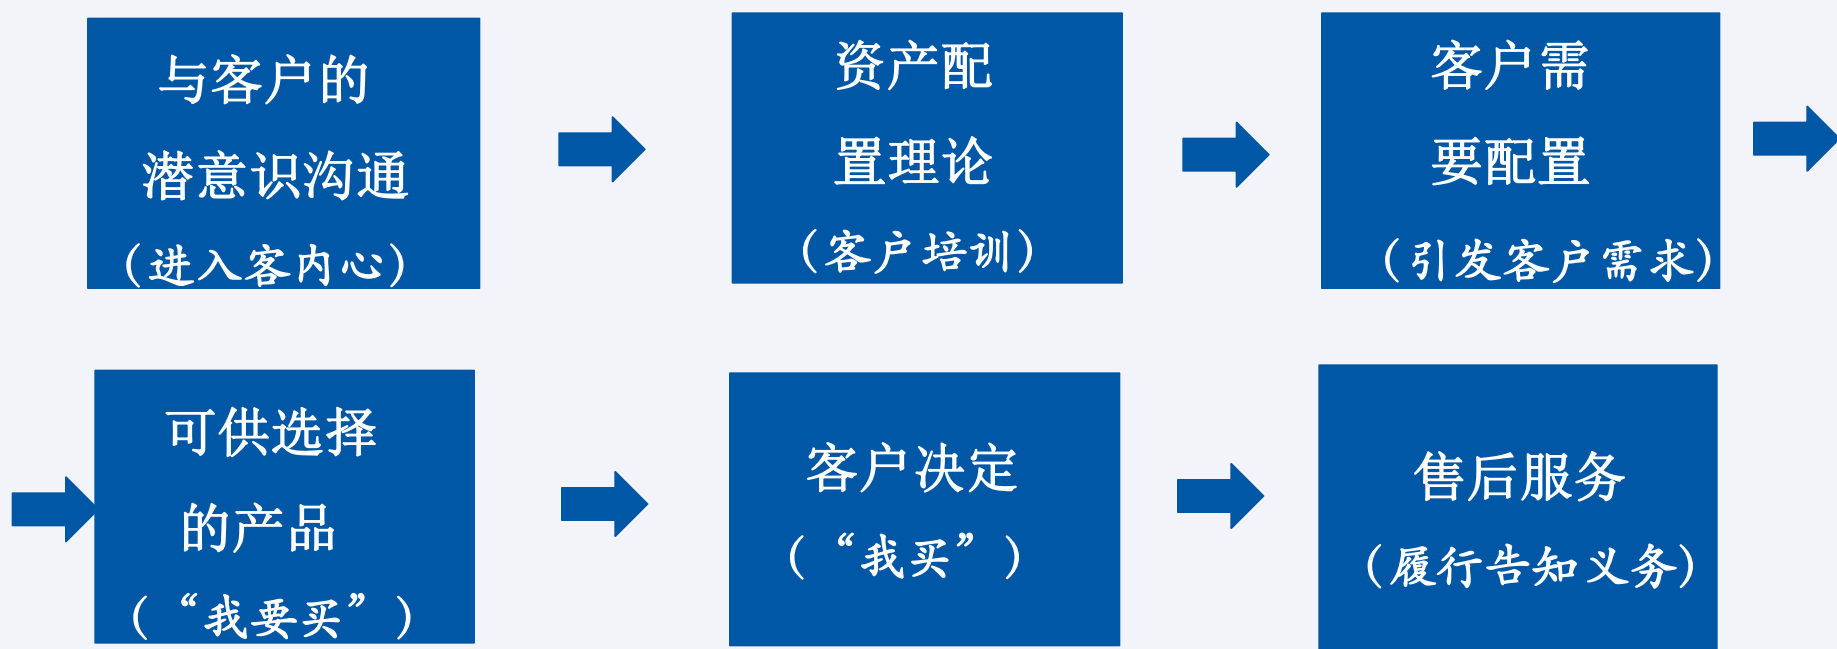 与客户的
潜意识沟通
（进入客内心）
资产配
置理论
（客户培训）
客户需
要配置
（引发客户需求）
可供选择
的产品
（“我要买”）
客户决定
（“我买”）
售后服务
（履行告知义务）